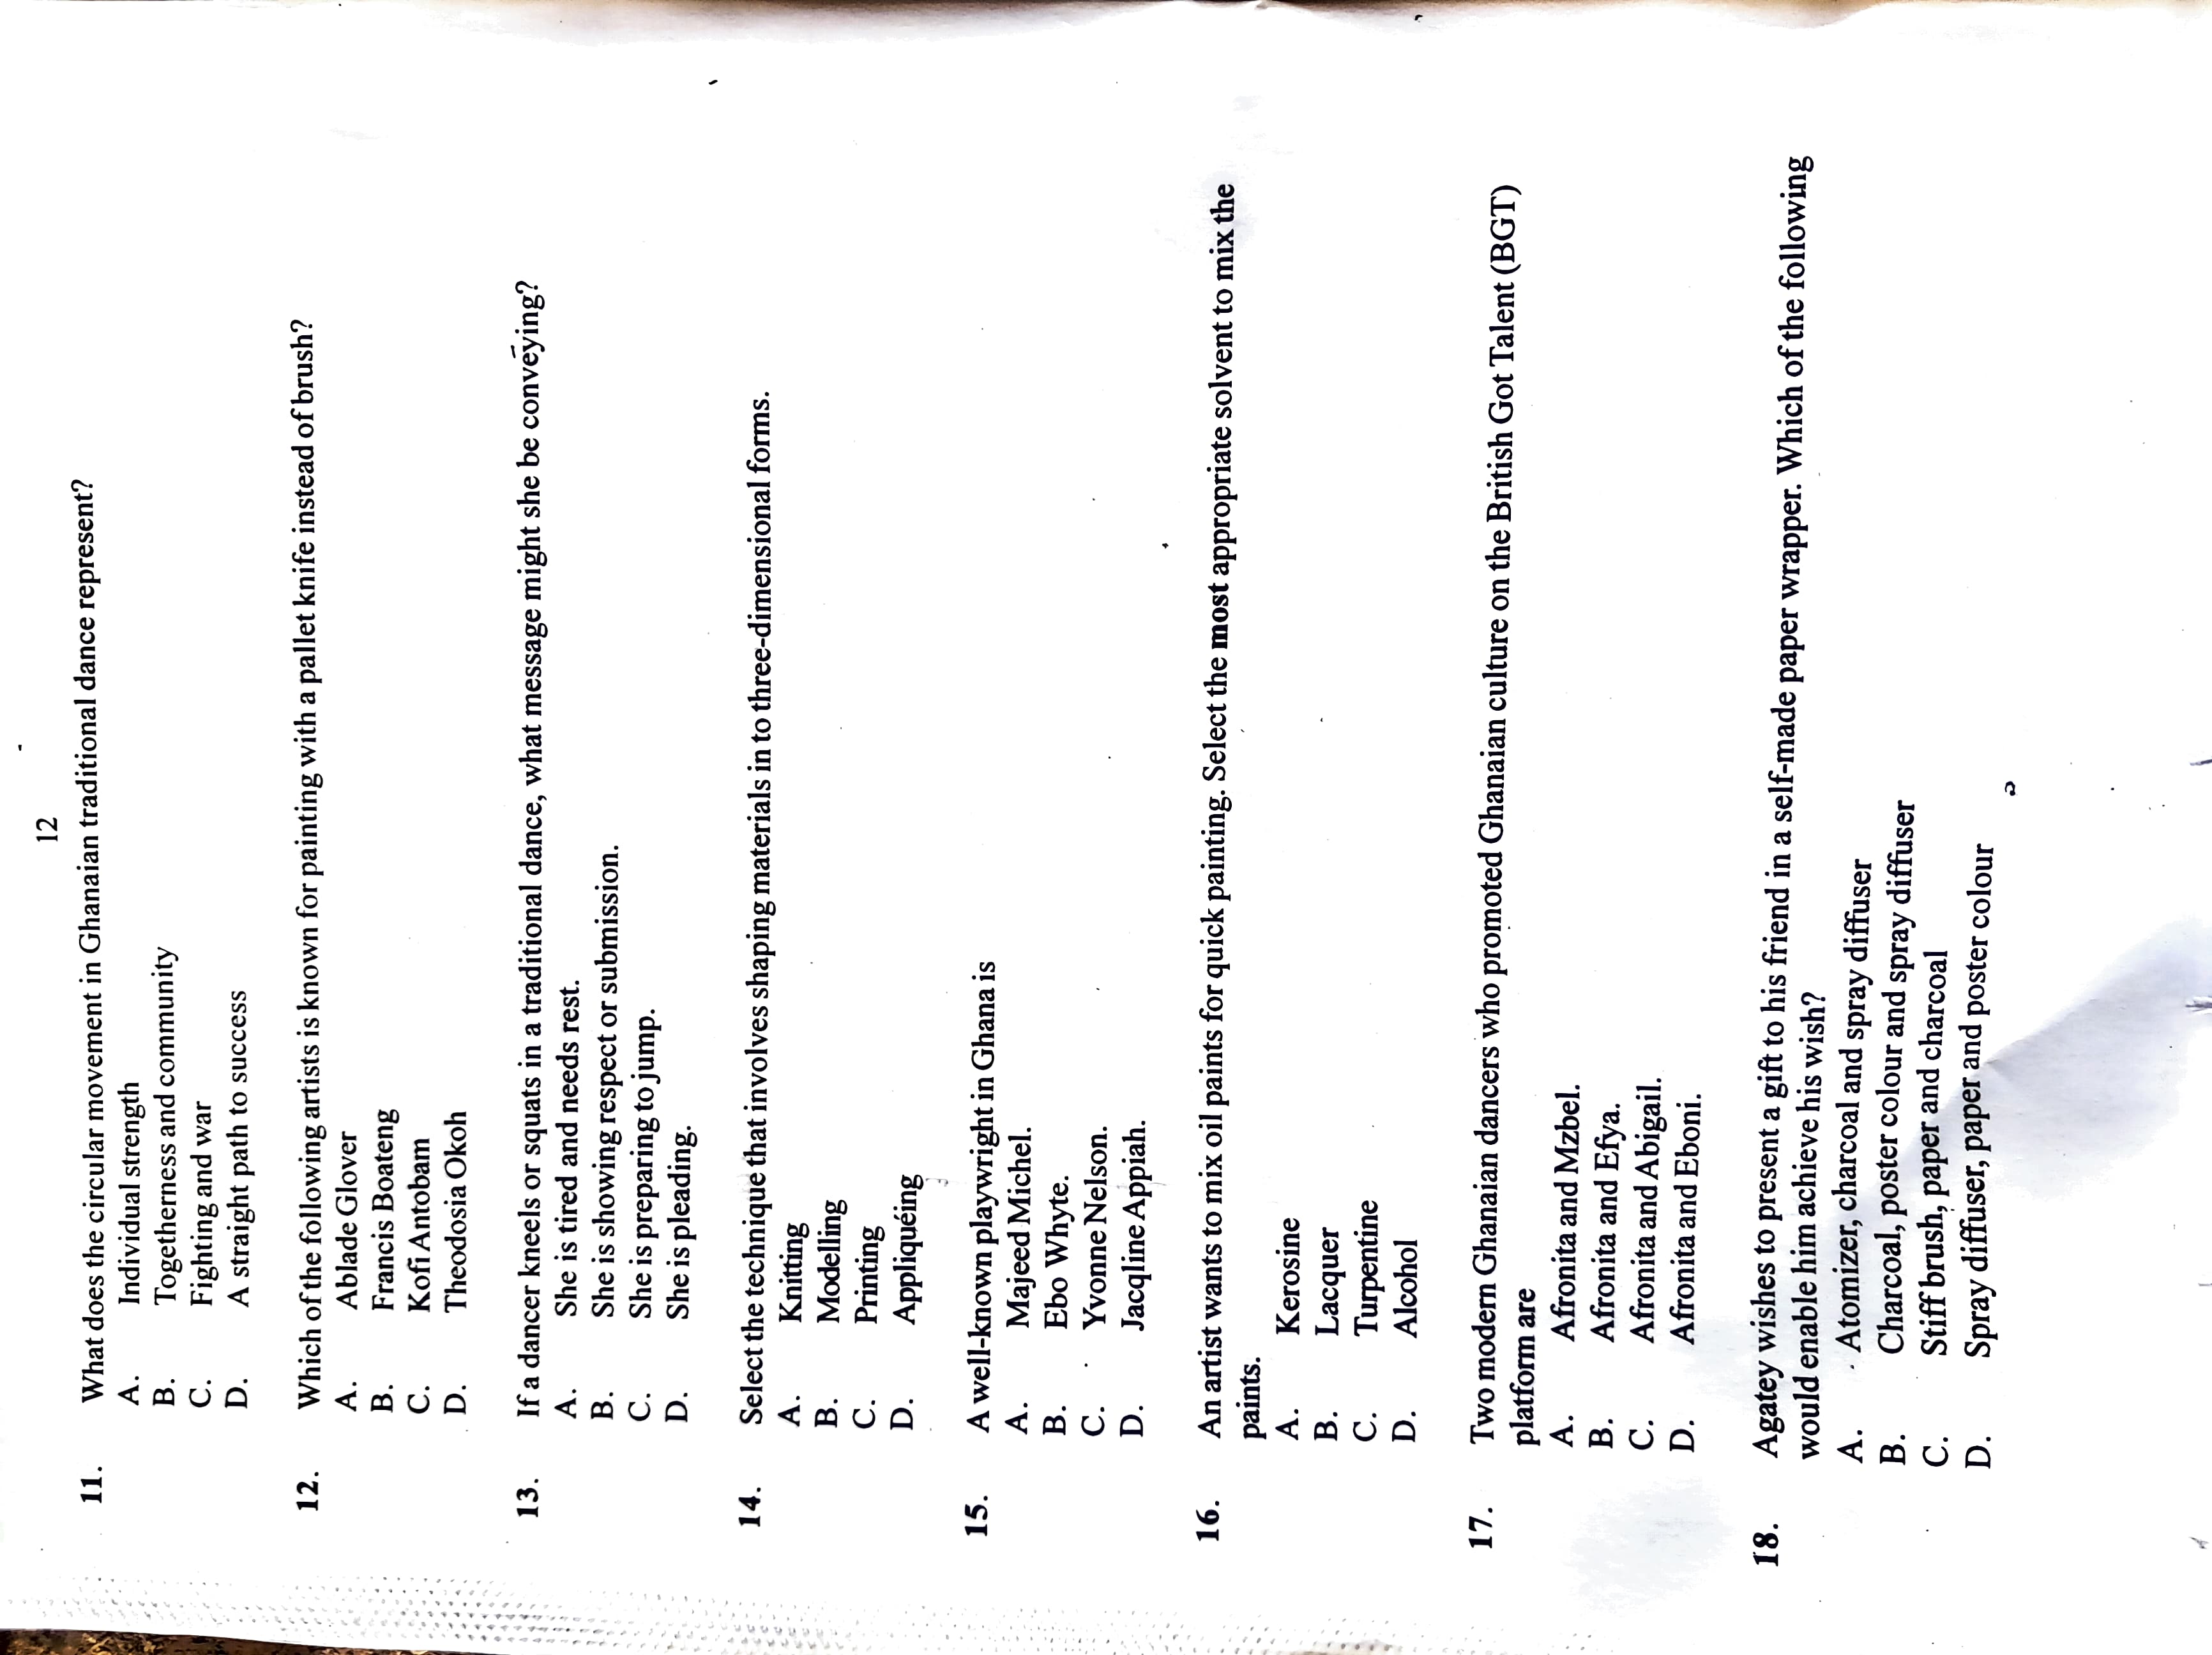 12
11. What does the circular movement in Ghanaian traditional dance represent?
A. Individual strength
B. Togetherness and community
C. Fighting and war
D. A straight path to success
12. Which of the following artists is known for painting with a pallet knife instead of brush?
A. Ablade Glover
B. Francis Boateng
C. Kofi Antobam
D. Theodosia Okoh
13. If a dancer kneels or squats in a traditional dance, what message might she be conveying?
A. She is tired and needs rest.
B. She is showing respect or submission.
C. She is preparing to jump.
D. She is pleading.
14. Select the technique that involves shaping materials in to three-dimensional forms.
A. Knitting
B. Modelling
C. Printing
D. Appliquéing
15. A well-known playwright in Ghana is
A. Majeed Michel.
B. Ebo Whyte.
C. Yvonne Nelson.
D. Jacqline Appiah.
16. An artist wants to mix oil paints for quick painting. Select the most appropriate solvent to mix the
paints.
A. Kerosine
B. Lacquer
C. Turpentine
D. Alcohol
17. Two modern Ghanaian dancers who promoted Ghanaian culture on the British Got Talent (BGT)
platform are
A. Afronita and Mzbel.
B. Afronita and Efya.
C. Afronita and Abigail.
D. Afronita and Eboni.
18. Agatey wishes to present a gift to his friend in a self-made paper wrapper. Which of the following
would enable him achieve his wish?
A. Atomizer, charcoal and spray diffuser
B. Charcoal, poster colour and spray diffuser
C. Stiff brush, paper and charcoal
D. Spray diffuser, paper and poster colour